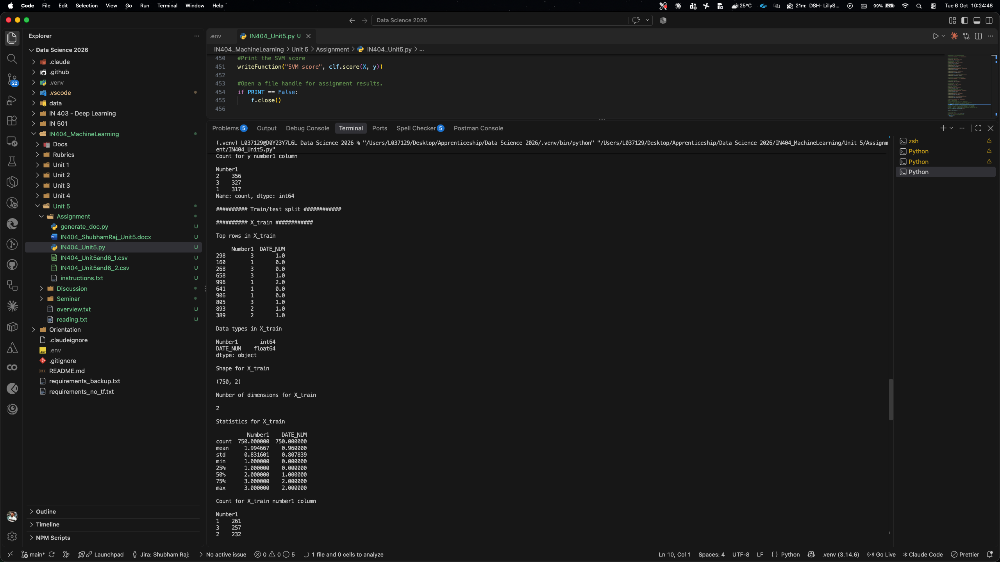 Code File Edit Selection View Go Run Terminal Window Help
25°C 21m: DSH- LillyS... 99% Tue 6 Oct 10:24:48
Data Science 2026
Explorer
Data Science 2026
.claude
.github
.venv
.vscode
data
IN 403 - Deep Learning
IN 501
IN404_MachineLearning
Docs
Rubrics
Unit 1
Unit 2
Unit 3
Unit 4
Unit 5
Assignment
generate_doc.py U
IN404_ShubhamRaj_Unit5.docx U
IN404_Unit5.py U
IN404_Unit5and6_1.csv U
IN404_Unit5and6_2.csv U
instructions.txt U
Discussion
Seminar
overview.txt U
reading.txt U
Orientation
.claudeignore
.env
.gitignore
README.md
requirements_backup.txt
requirements_no_tf.txt
Outline
Timeline
NPM Scripts
22
.env IN404_Unit5.py U
IN404_MachineLearning > Unit 5 > Assignment > IN404_Unit5.py > ...
450 #Print the SVM score
451 writeFunction("SVM score", clf.score(X, y))
452
453 #Open a file handle for assignment results.
454 if PRINT == False:
455 f.close()
456
Problems 5 Output Debug Console Terminal Ports Spell Checker 5 Postman Console
(.venv) L037129@D0Y23Y7L6L Data Science 2026 % "/Users/L037129/Desktop/Apprenticeship/Data Science 2026/.venv/bin/python" "/Users/L037129/Desktop/Apprenticeship/Data Science 2026/IN404_MachineLearning/Unit 5/Assignm
ent/IN404_Unit5.py"
Count for y number1 column
Number1
2 356
3 327
1 317
Name: count, dtype: int64
########## Train/test split ############
########## X_train ############
Top rows in X_train
Number1 DATE_NUM
298 3 1.0
160 1 0.0
268 3 0.0
658 3 1.0
996 1 2.0
641 1 0.0
906 1 0.0
805 3 1.0
893 2 1.0
389 2 1.0
Data types in X_train
Number1 int64
DATE_NUM float64
dtype: object
Shape for X_train
(750, 2)
Number of dimensions for X_train
2
Statistics for X_train
Number1 DATE_NUM
count 750.000000 750.000000
mean 1.994667 0.960000
std 0.831601 0.807839
min 1.000000 0.000000
25% 1.000000 0.000000
50% 2.000000 1.000000
75% 3.000000 2.000000
max 3.000000 2.000000
Count for X_train number1 column
Number1
1 261
3 257
2 232
zsh
Python
Python
Python
main* Launchpad Jira: Shubham Raj: No active issue 0 0 5 1 file and 0 cells to analyze
Ln 10, Col 1 Spaces: 4 UTF-8 LF { } Python .venv (3.14.6) Go Live Claude Code Prettier